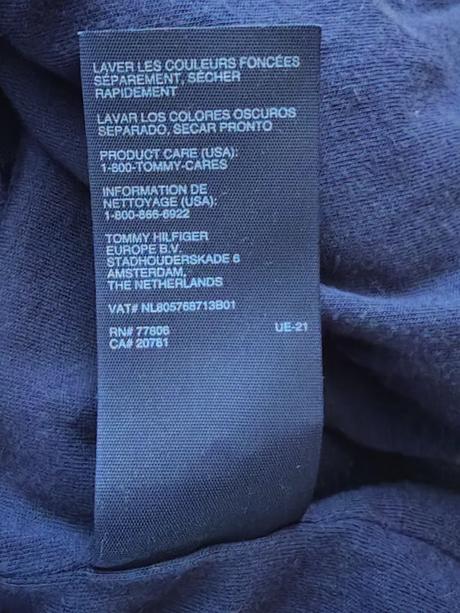 LAVER LES COULEURS FONCÉES
SÉPAREMENT, SÉCHER
RAPIDEMENT
LAVAR LOS COLORES OSCUROS
SEPARADO, SECAR PRONTO
PRODUCT CARE (USA):
1-800-TOMMY-CARES
INFORMATION DE
NETTOYAGE (USA):
1-800-866-6922
TOMMY HILFIGER
EUROPE B.V.
STADHOUDERSKADE 6
AMSTERDAM,
THE NETHERLANDS
VAT# NL805768713B01
RN# 77806 UE-21
CA# 20781